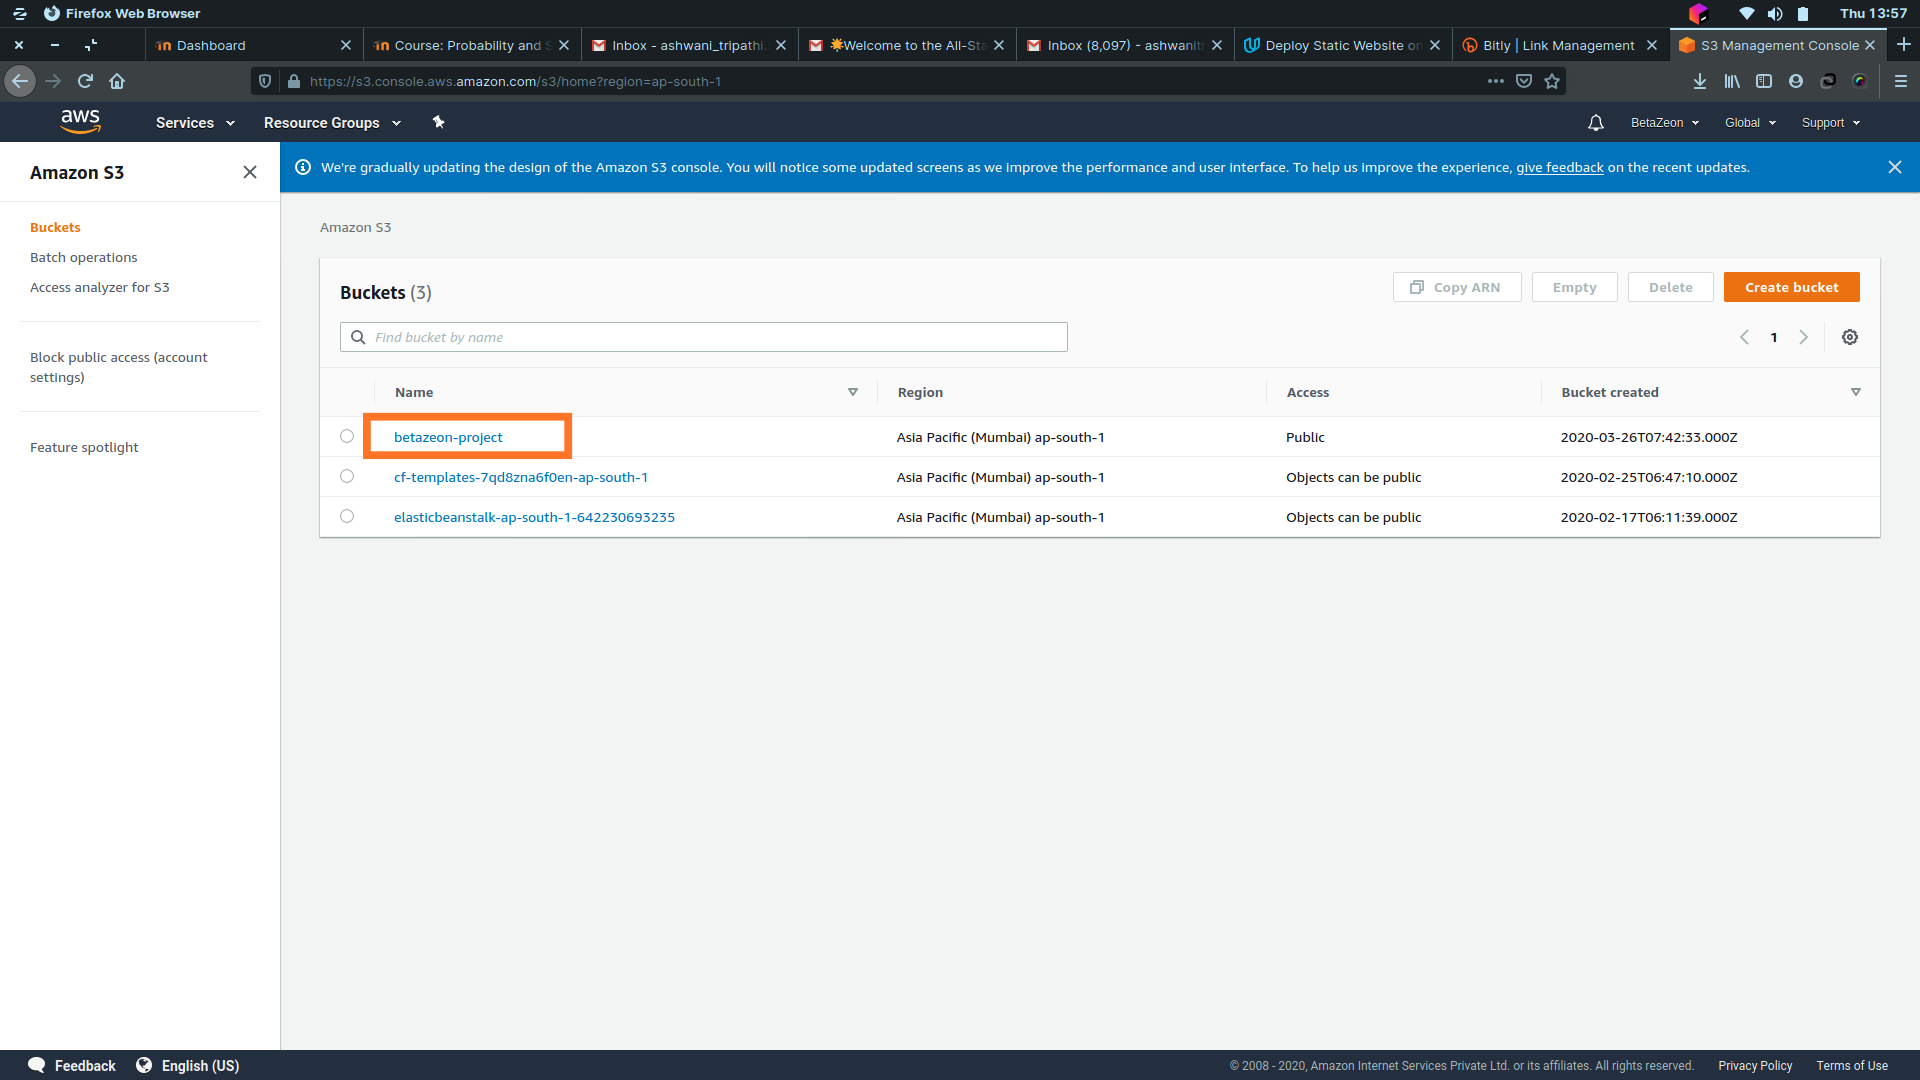 Firefox Web Browser
Thu 13:57
Dashboard
Course: Probability and S
Inbox - ashwani_tripathi.
Welcome to the All-Sta
Inbox (8,097) - ashwanitr
Deploy Static Website on
Bitly | Link Management
S3 Management Console
https://s3.console.aws.amazon.com/s3/home?region=ap-south-1
aws
Services
Resource Groups
BetaZeon
Global
Support
Amazon S3
We're gradually updating the design of the Amazon S3 console. You will notice some updated screens as we improve the performance and user interface. To help us improve the experience, give feedback on the recent updates.
Buckets
Batch operations
Access analyzer for S3
Block public access (account
settings)
Feature spotlight
Amazon S3
Buckets (3)
Copy ARN
Empty
Delete
Create bucket
Find bucket by name
1
Name
Region
Access
Bucket created
betazeon-project
Asia Pacific (Mumbai) ap-south-1
Public
2020-03-26T07:42:33.000Z
cf-templates-7qd8zna6f0en-ap-south-1
Asia Pacific (Mumbai) ap-south-1
Objects can be public
2020-02-25T06:47:10.000Z
elasticbeanstalk-ap-south-1-642230693235
Asia Pacific (Mumbai) ap-south-1
Objects can be public
2020-02-17T06:11:39.000Z
Feedback
English (US)
© 2008 - 2020, Amazon Internet Services Private Ltd. or its affiliates. All rights reserved.
Privacy Policy
Terms of Use